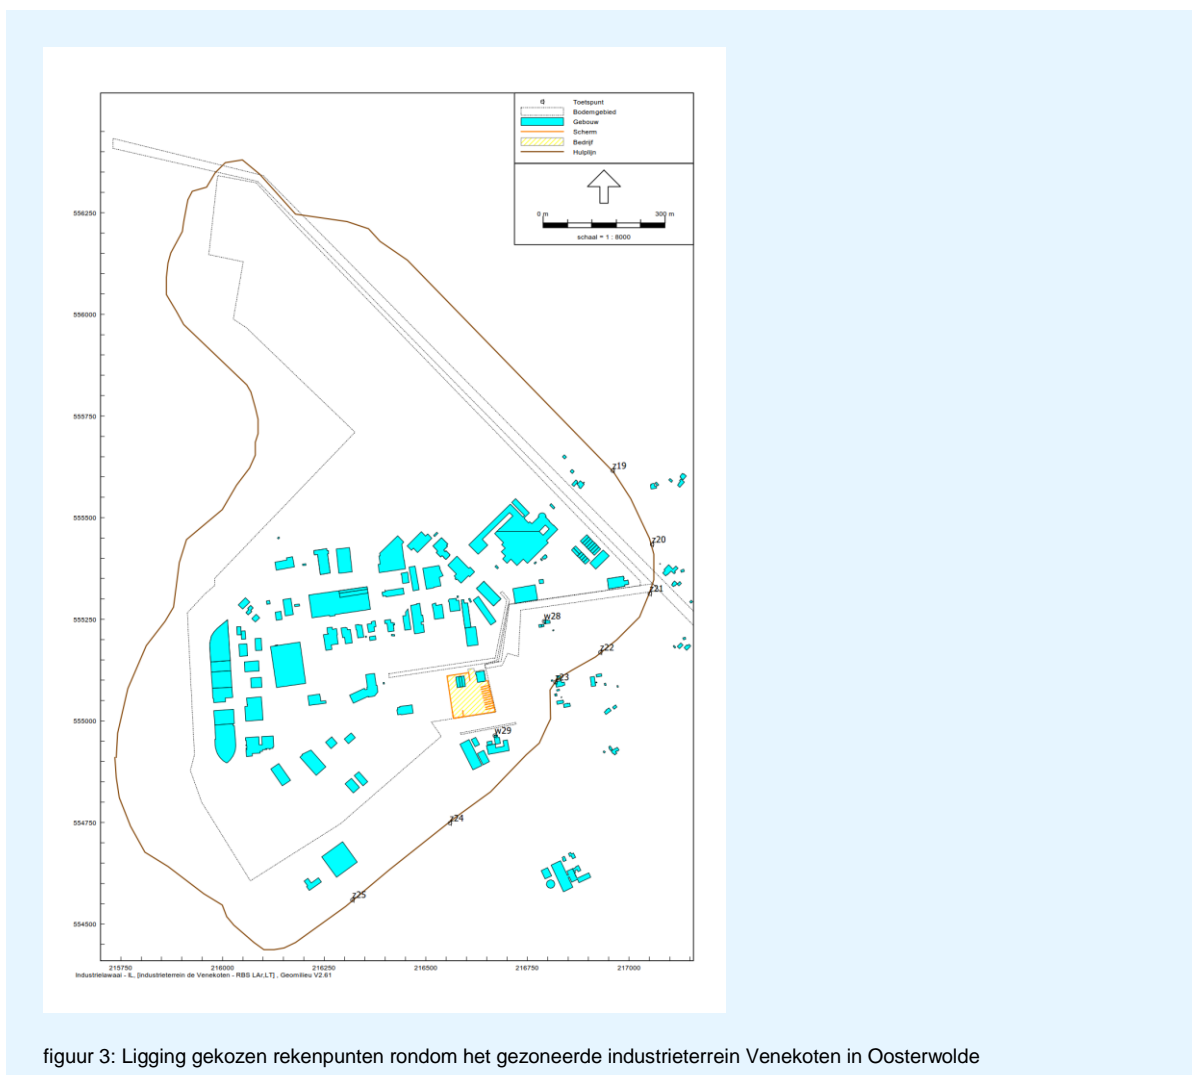 Toetspunt
Bodemgebied
Gebouw
Scherm
Bedrijf
Hulplijn
0 m 300 m
schaal = 1 : 8000
556250
556000
555750
555500
555250
555000
554750
554500
z19
z20
z21
w28
z22
z23
w29
z24
z25
215750 216000 216250 216500 216750 217000
Industrielawaai - IL, [Industrieterrein de Venekoten - RBS LAr,LT] , Geomilieu V2.61
figuur 3: Ligging gekozen rekenpunten rondom het gezoneerde industrieterrein Venekoten in Oosterwolde